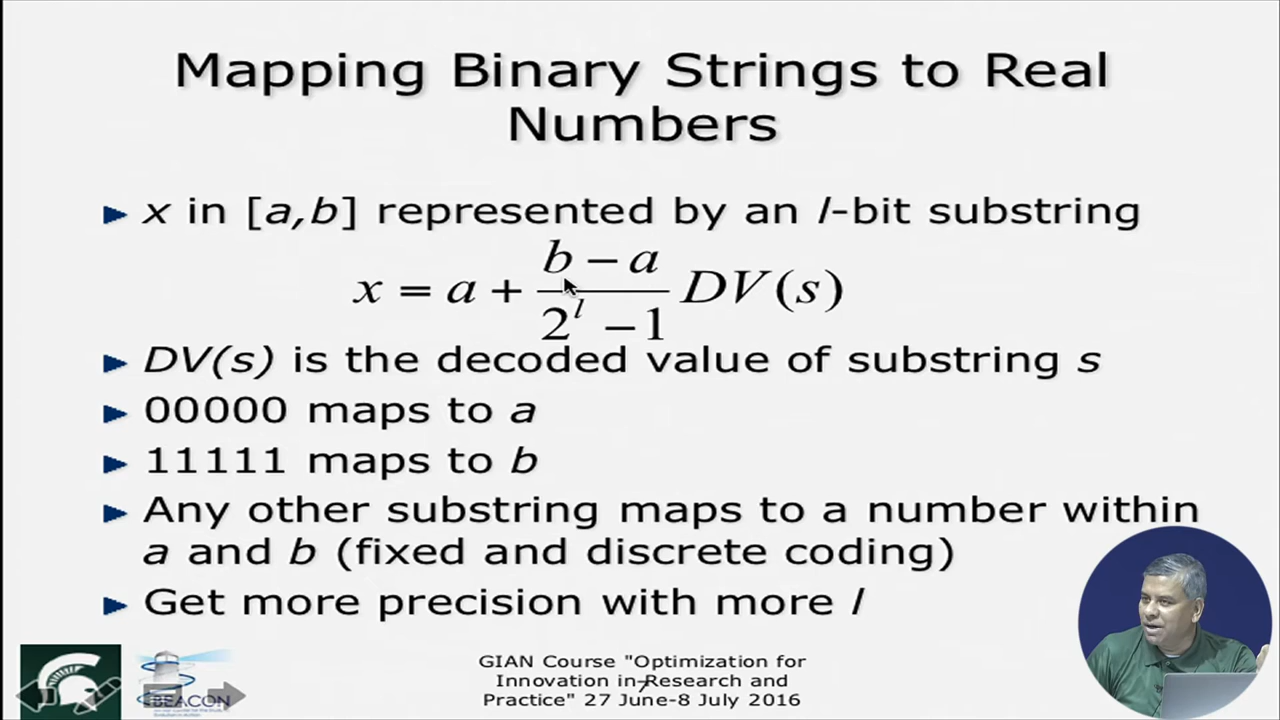 Mapping Binary Strings to Real
Numbers
x in [a,b] represented by an l-bit substring
x = a + \frac{b - a}{2^l - 1} DV(s)
DV(s) is the decoded value of substring s
00000 maps to a
11111 maps to b
Any other substring maps to a number within
a and b (fixed and discrete coding)
Get more precision with more l
GIAN Course "Optimization for
Innovation in Research and
Practice" 27 June-8 July 2016
7
BEACON